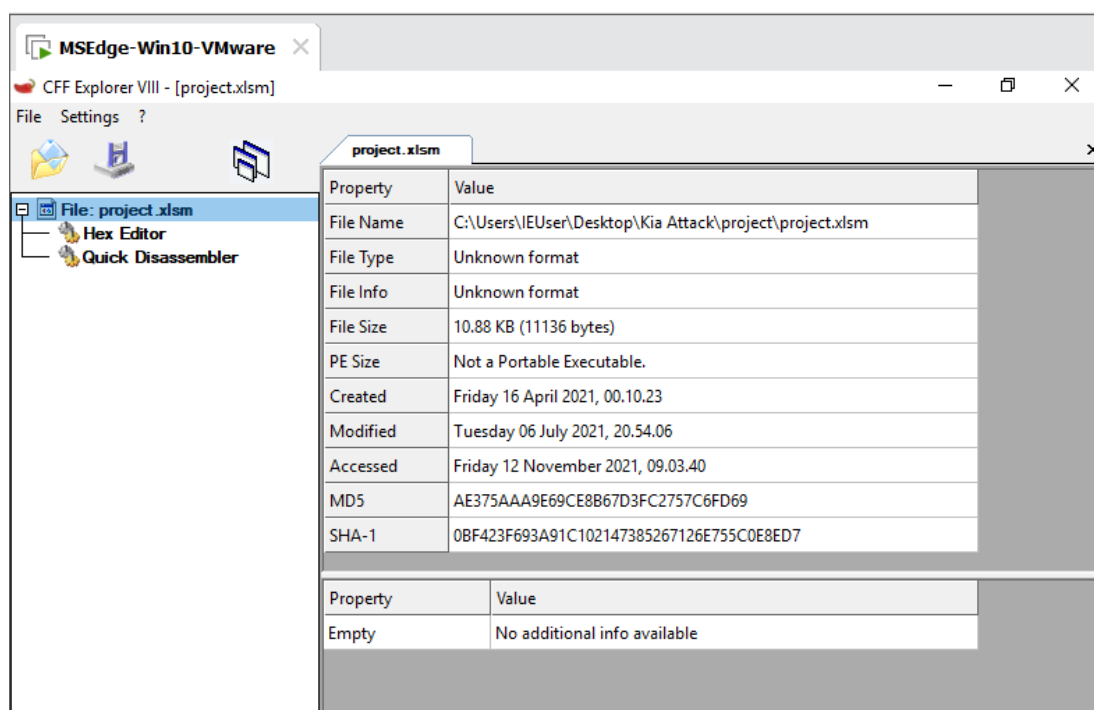 MSEdge-Win10-VMware
CFF Explorer VIII - [project.xlsm]
File Settings ?
project.xlsm
File: project.xlsm
Hex Editor
Quick Disassembler
Property Value
File Name C:\Users\IEUser\Desktop\Kia Attack\project\project.xlsm
File Type Unknown format
File Info Unknown format
File Size 10.88 KB (11136 bytes)
PE Size Not a Portable Executable.
Created Friday 16 April 2021, 00.10.23
Modified Tuesday 06 July 2021, 20.54.06
Accessed Friday 12 November 2021, 09.03.40
MD5 AE375AAA9E69CE8B67D3FC2757C6FD69
SHA-1 0BF423F693A91C102147385267126E755C0E8ED7
Property Value
Empty No additional info available